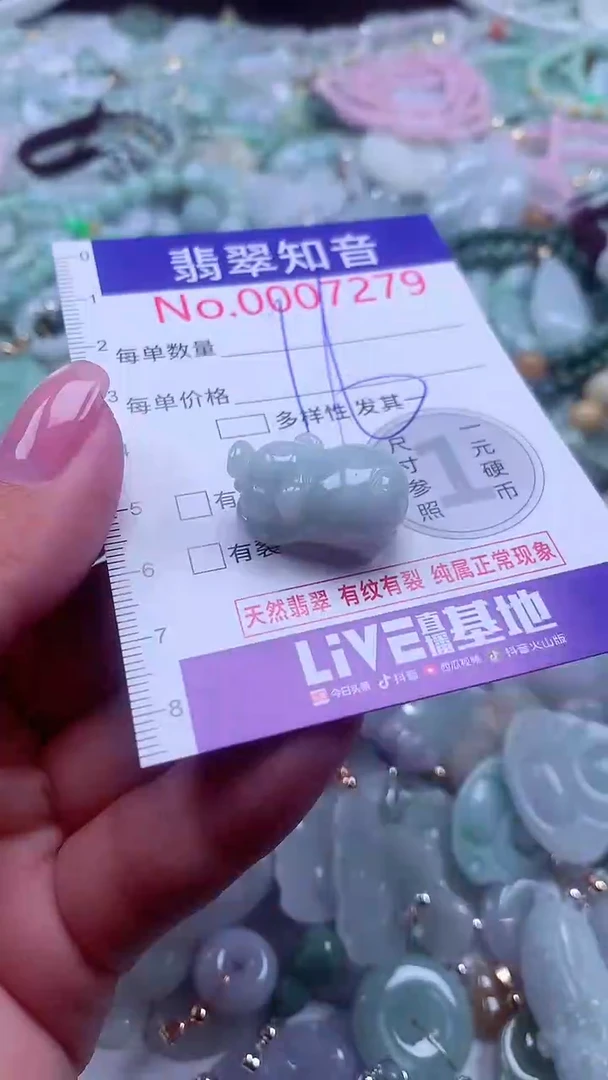 翡翠知音
No.0007279
每单数量
每单价格
多样性 发其一
有
有裂
尺寸参照
1
一元硬币
天然翡翠 有纹有裂 纯属正常现象
LiVE直播基地
今日头条 抖音 西瓜视频 抖音火山版
0
1
2
3
5
6
7
8